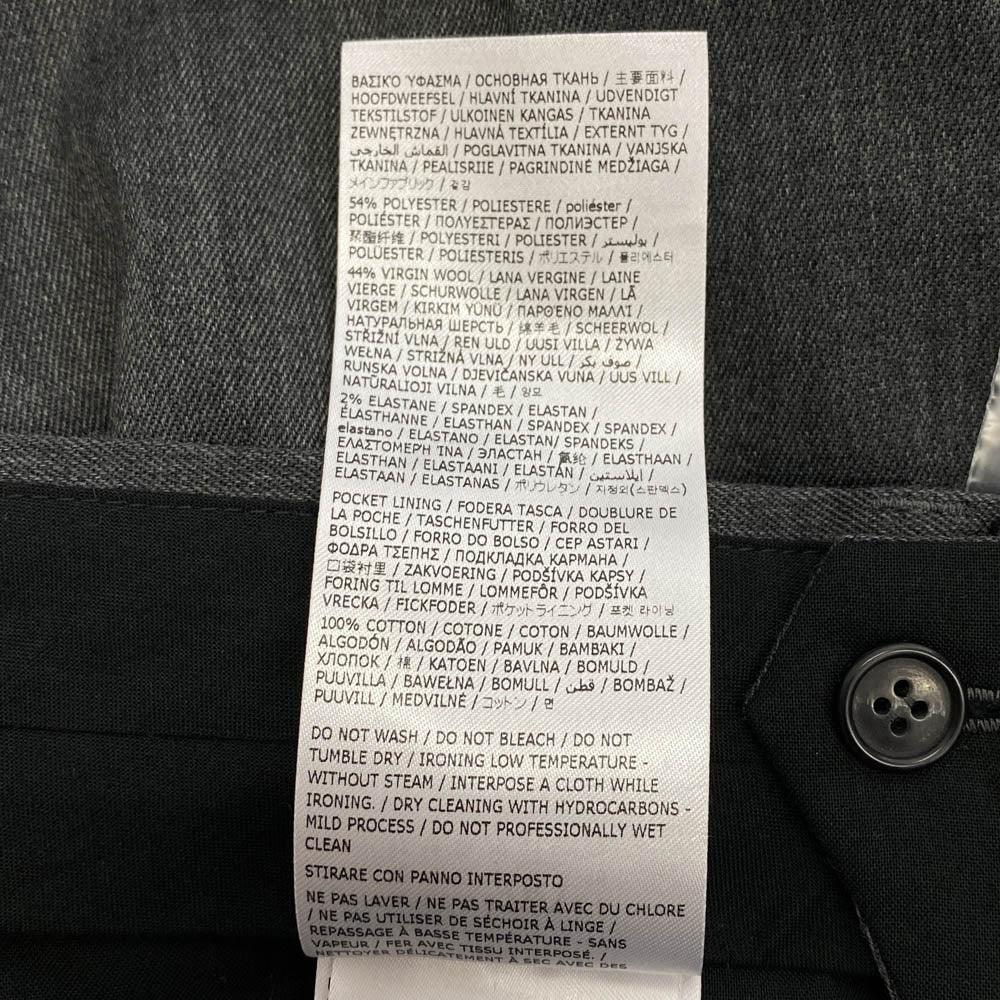 ΒΑΣΙΚΌ ΎΦΑΣΜΑ / ОСНОВНАЯ ТКАНЬ / 主要面料 /
HOOFDWEEFSEL / HLAVNÍ TKANINA / UDVENDIGT
TEKSTILSTOF / ULKOINEN KANGAS / TKANINA
ZEWNĘTRZNA / HLAVNÁ TEXTÍLIA / EXTERNT TYG /
القماش الخارجي / POGLAVITNA TKANINA / VANJSKA
TKANINA / PEALISRIIE / PAGRINDINĖ MEDŽIAGA /
メインファブリック / 겉감
54% POLYESTER / POLIESTERE / poliéster /
POLIÉSTER / ΠΟΛΥΕΣΤΕΡΑΣ / ПОЛИЭСТЕР /
聚酯纤维 / POLYESTERI / POLIESTER / بوليستر /
POLÜESTER / POLIESTERIS / ポリエステル / 폴리에스터
44% VIRGIN WOOL / LANA VERGINE / LAINE
VIERGE / SCHURWOLLE / LANA VIRGEN / LÃ
VIRGEM / KIRKIM YÜNÜ / ΠΑΡΘΈΝΟ ΜΑΛΛΊ /
НАТУРАЛЬНАЯ ШЕРСТЬ / 绵羊毛 / SCHEERWOL /
STŘIŽNÍ VLNA / REN ULD / UUSI VILLA / ŻYWA
WEŁNA / STRIŽNÁ VLNA / NY ULL / صوف بكر /
RUNSKA VOLNA / DJEVIČANSKA VUNA / UUS VILL /
NATŪRALIOJI VILNA / 毛 / 양모
2% ELASTANE / SPANDEX / ELASTAN /
ÉLASTHANNE / ELASTHAN / SPANDEX / SPANDEX /
elastano / ELASTANO / ELASTAN/ SPANDEKS /
ΕΛΑΣΤΟΜΕΡΉ ΊΝΑ / ЭЛАСТАН / 氨纶 / ELASTHAAN /
ELASTHAN / ELASTAANI / ELASTÁN / إيلاستين /
ELASTAAN / ELASTANAS / ポリウレタン / 지정외(스판덱스)
POCKET LINING / FODERA TASCA / DOUBLURE DE
LA POCHE / TASCHENFUTTER / FORRO DEL
BOLSILLO / FORRO DO BOLSO / CEP ASTARI /
ΦΟΔΡΑ ΤΣΕΠΗΣ / ПОДКЛАДКА КАРМАНА /
口袋衬里 / ZAKVOERING / PODŠÍVKA KAPSY /
FORING TIL LOMME / LOMMEFÔR / PODŠÍVKA
VRECKA / FICKFODER / ポケットライニング / 포켓 라이닝
100% COTTON / COTONE / COTON / BAUMWOLLE /
ALGODÓN / ALGODÃO / PAMUK / ΒΑΜΒΆΚΙ /
ХЛОПОК / 棉 / KATOEN / BAVLNA / BOMULD /
PUUVILLA / BAWEŁNA / BOMULL / قطن / BOMBAŽ /
PUUVILL / MEDVILNĖ / コットン / 면
DO NOT WASH / DO NOT BLEACH / DO NOT
TUMBLE DRY / IRONING LOW TEMPERATURE -
WITHOUT STEAM / INTERPOSE A CLOTH WHILE
IRONING. / DRY CLEANING WITH HYDROCARBONS -
MILD PROCESS / DO NOT PROFESSIONALLY WET
CLEAN
STIRARE CON PANNO INTERPOSTO
NE PAS LAVER / NE PAS TRAITER AVEC DU CHLORE
/ NE PAS UTILISER DE SÉCHOIR À LINGE /
REPASSAGE À BASSE TEMPÉRATURE - SANS
VAPEUR / FER AVEC TISSU INTERPOSÉ. /
NETTOYER DÉLICATEMENT À SEC AVEC DES